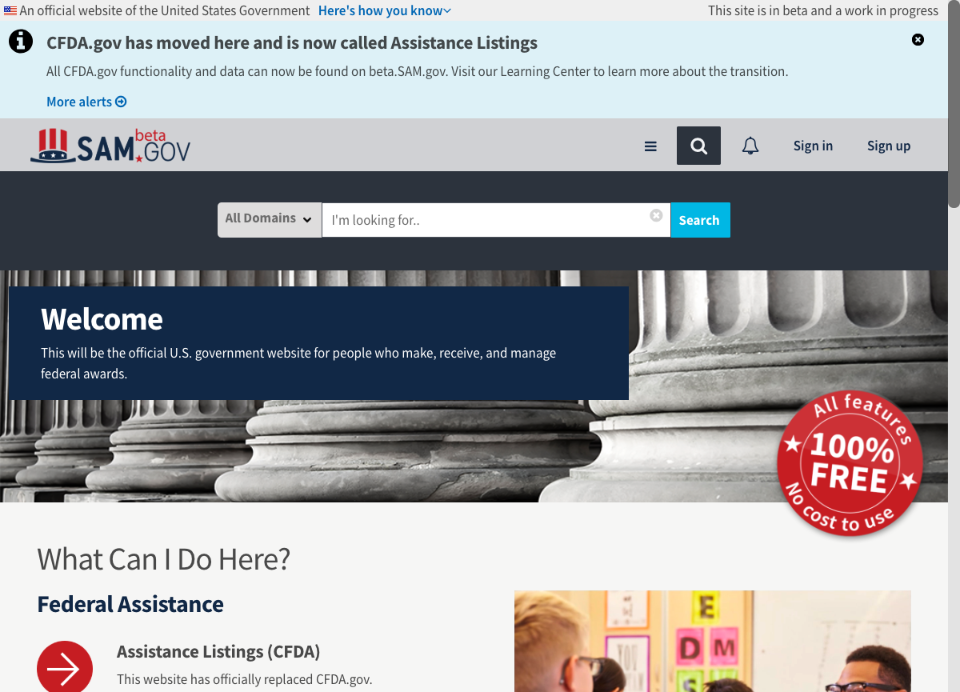 An official website of the United States Government Here's how you know
This site is in beta and a work in progress
CFDA.gov has moved here and is now called Assistance Listings
All CFDA.gov functionality and data can now be found on beta.SAM.gov. Visit our Learning Center to learn more about the transition.
More alerts
SAM.GOV beta
Sign in
Sign up
All Domains
I'm looking for..
Search
Welcome
This will be the official U.S. government website for people who make, receive, and manage
federal awards.
All features
100%
FREE
No cost to use
What Can I Do Here?
Federal Assistance
Assistance Listings (CFDA)
This website has officially replaced CFDA.gov.
E
YOU
D M